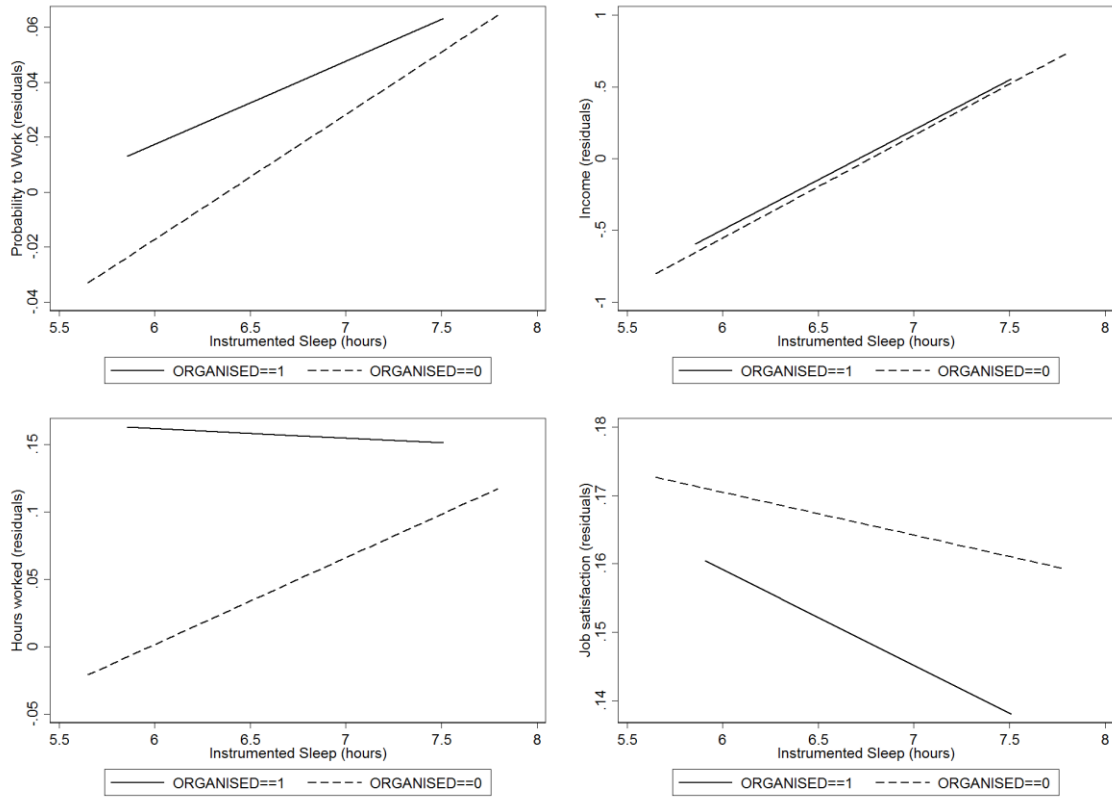 Probability to Work (residuals)
-.04 -.02 0 .02 .04 .06
5.5 6 6.5 7 7.5 8
Instrumented Sleep (hours)
ORGANISED==1 ORGANISED==0
Income (residuals)
-1 -.5 0 .5 1
5.5 6 6.5 7 7.5 8
Instrumented Sleep (hours)
ORGANISED==1 ORGANISED==0
Hours worked (residuals)
-.05 0 .05 .1 .15
5.5 6 6.5 7 7.5 8
Instrumented Sleep (hours)
ORGANISED==1 ORGANISED==0
Job satisfaction (residuals)
.14 .15 .16 .17 .18
5.5 6 6.5 7 7.5 8
Instrumented Sleep (hours)
ORGANISED==1 ORGANISED==0